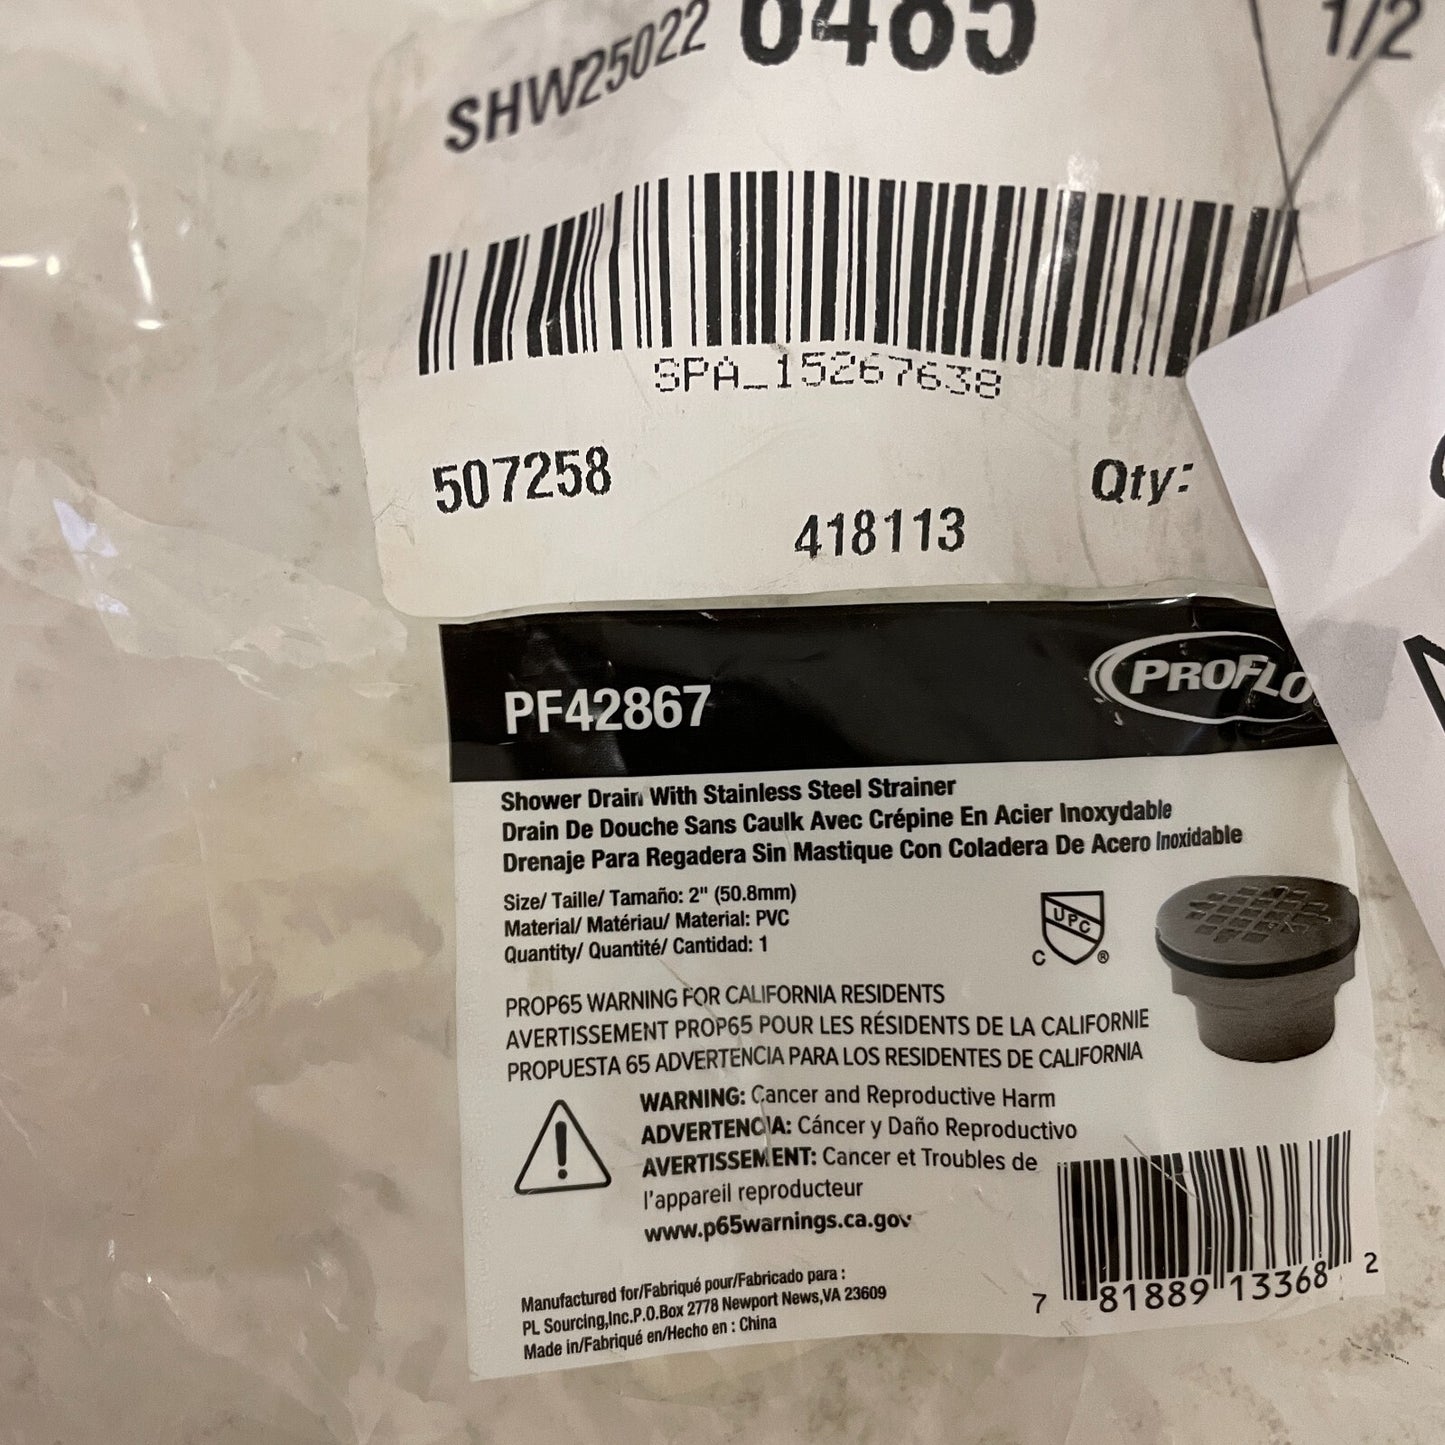 SHW25022 6485 1/2
SPA_15267638
507258 Qty:
418113
PF42867 PROFLO
Shower Drain With Stainless Steel Strainer
Drain De Douche Sans Caulk Avec Crépine En Acier Inoxydable
Drenaje Para Regadera Sin Mastique Con Coladera De Acero Inoxidable
Size/ Taille/ Tamaño: 2" (50.8mm)
Material/ Matériau/ Material: PVC
Quantity/ Quantité/ Cantidad: 1
UPC
C ®
PROP65 WARNING FOR CALIFORNIA RESIDENTS
AVERTISSEMENT PROP65 POUR LES RÉSIDENTS DE LA CALIFORNIE
PROPUESTA 65 ADVERTENCIA PARA LOS RESIDENTES DE CALIFORNIA
WARNING: Cancer and Reproductive Harm
ADVERTENCIA: Cáncer y Daño Reproductivo
AVERTISSEMENT: Cancer et Troubles de
l'appareil reproducteur
www.p65warnings.ca.gov
Manufactured for/Fabriqué pour/Fabricado para :
PL Sourcing,Inc.P.O.Box 2778 Newport News,VA 23609
Made in/Fabriqué en/Hecho en : China
7 81889 13368 2